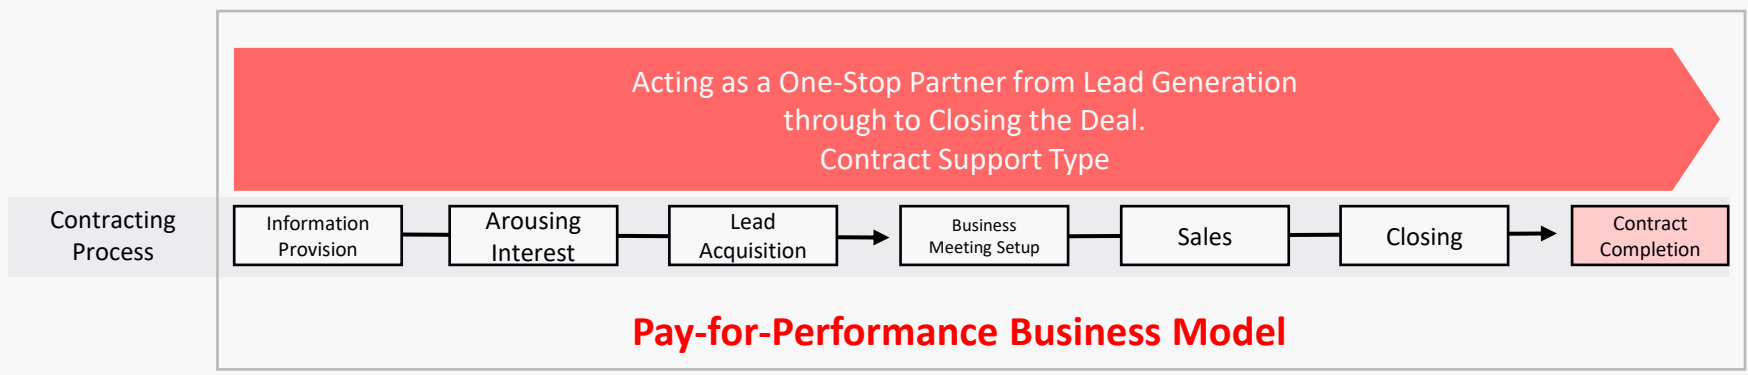 Acting as a One-Stop Partner from Lead Generation
through to Closing the Deal.
Contract Support Type
Contracting
Process
Information
Provision
Arousing
Interest
Lead
Acquisition
Business
Meeting Setup
Sales
Closing
Contract
Completion
Pay-for-Performance Business Model